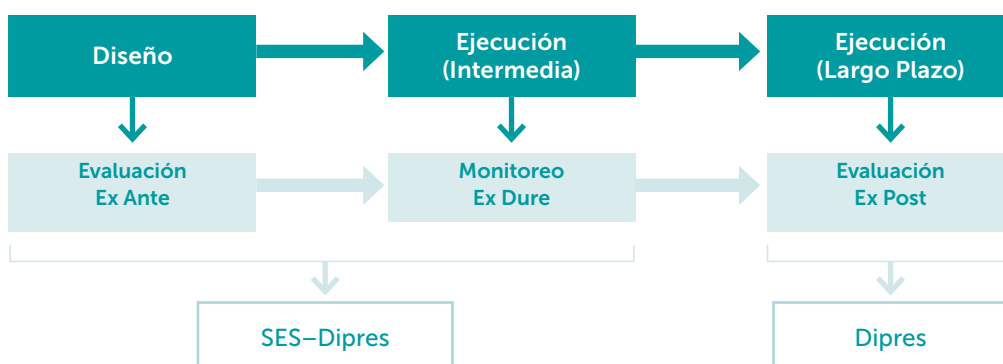 Diseño
Ejecución
(Intermedia)
Ejecución
(Largo Plazo)
Evaluación
Ex Ante
Monitoreo
Ex Dure
Evaluación
Ex Post
SES–Dipres
Dipres